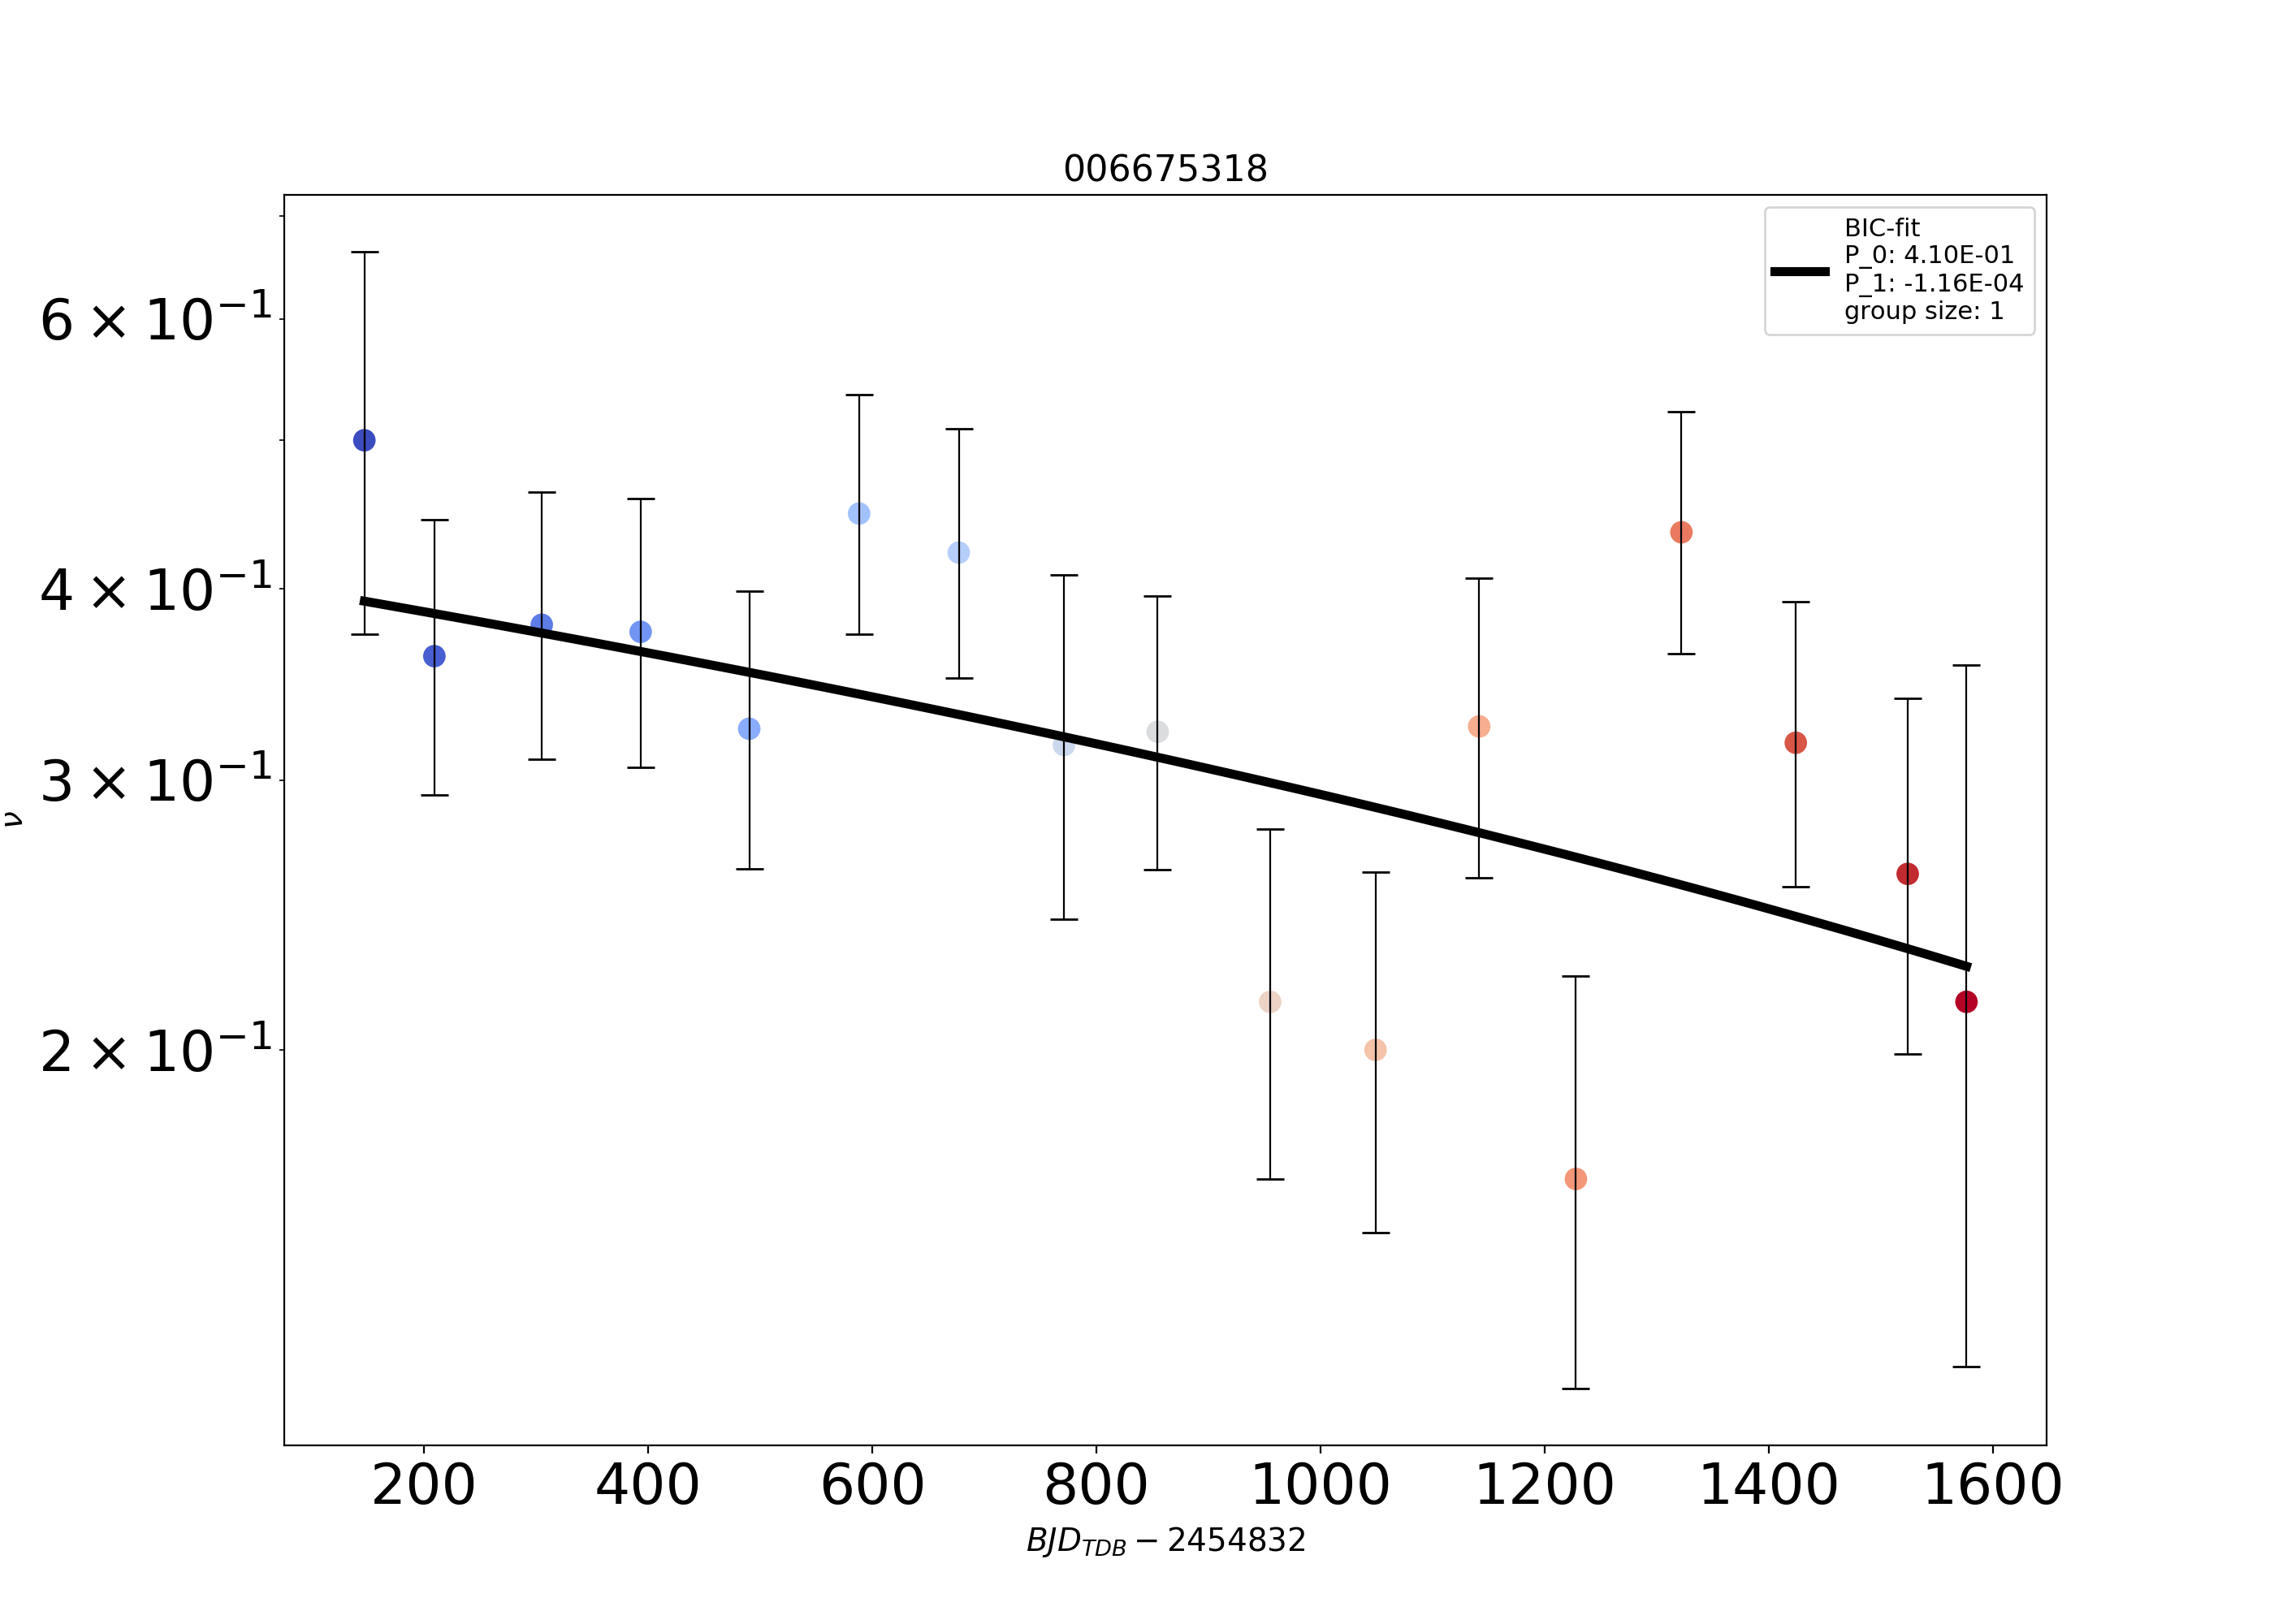 006675318
BIC-fit
P_0: 4.10E-01
P_1: -1.16E-04
group size: 1
6 × 10⁻¹
4 × 10⁻¹
3 × 10⁻¹
2 × 10⁻¹
ν
200 400 600 800 1000 1200 1400 1600
BJD_TDB − 2454832